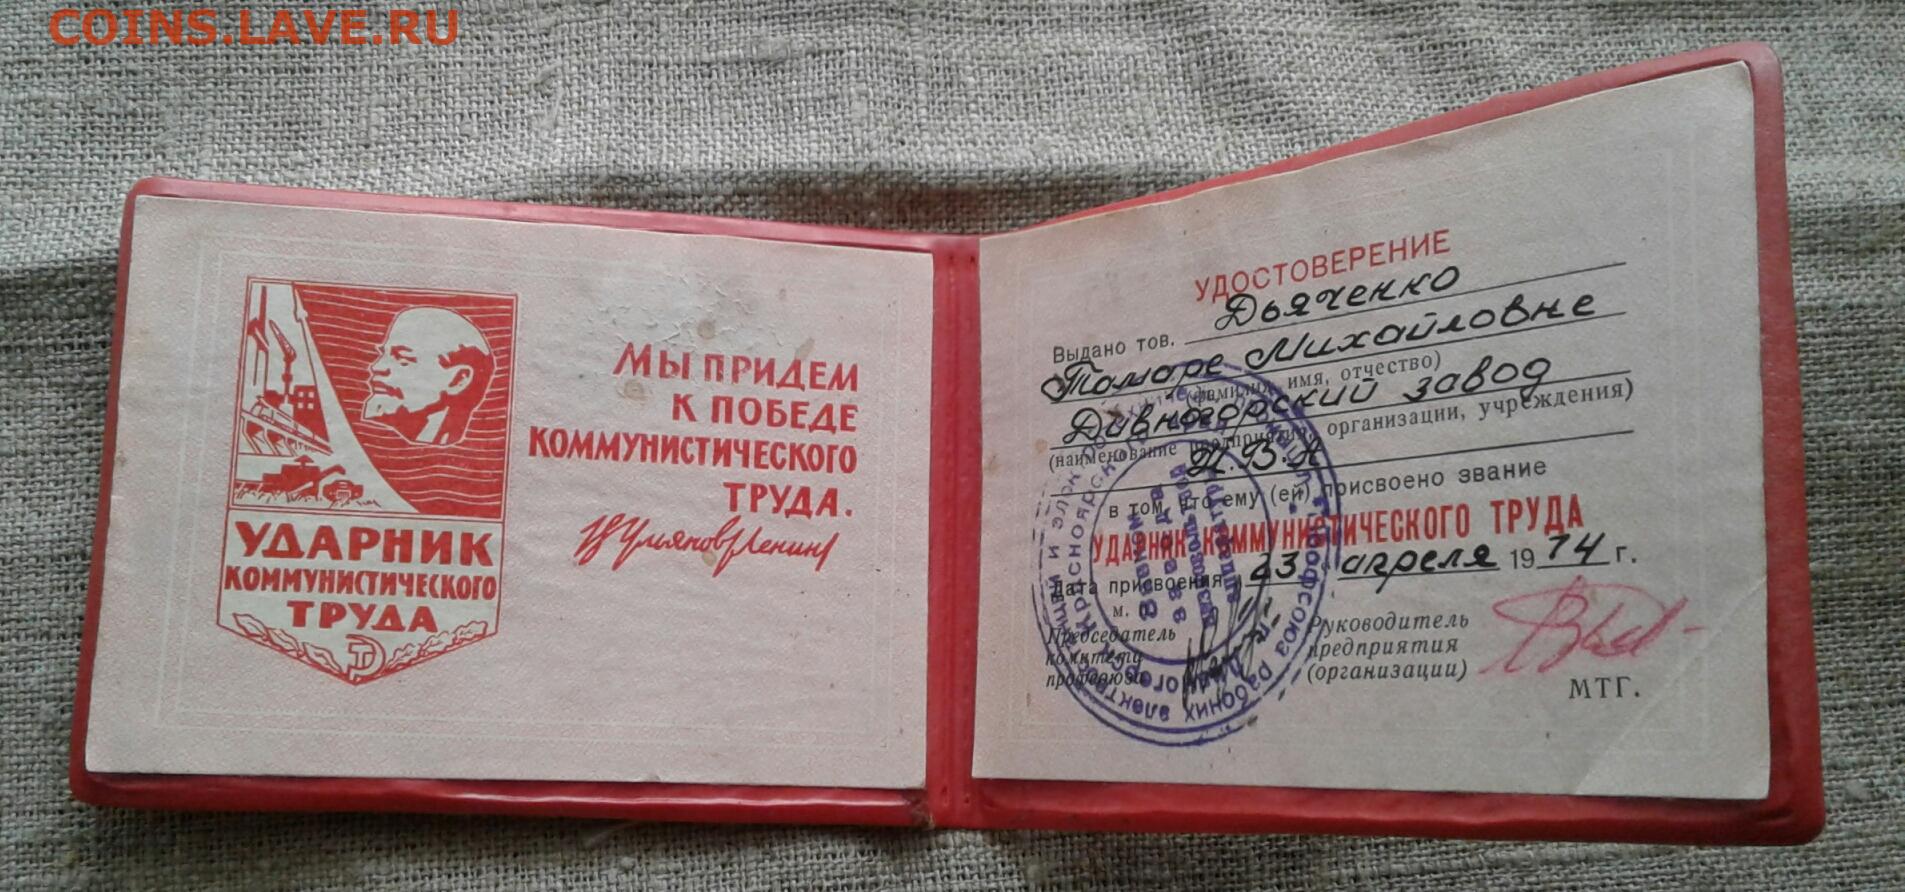 COINS.LAVE.RU
УДАРНИК
КОММУНИСТИЧЕСКОГО
ТРУДА
МЫ ПРИДЕМ
К ПОБЕДЕ
КОММУНИСТИЧЕСКОГО
ТРУДА.
В Ульянов (Ленин)
УДОСТОВЕРЕНИЕ
Выдано тов. Дьяченко
Тамаре Михайловне
(фамилия, имя, отчество)
Дивногорский завод
(наименование предприятия, организации, учреждения)
в том, что ему (ей) присвоено звание
УДАРНИК КОММУНИСТИЧЕСКОГО ТРУДА
Дата присвоения 23 апреля 1974 г.
м. п.
Председатель
комитета
профсоюза
Руководитель
предприятия
(организации)
МТГ.